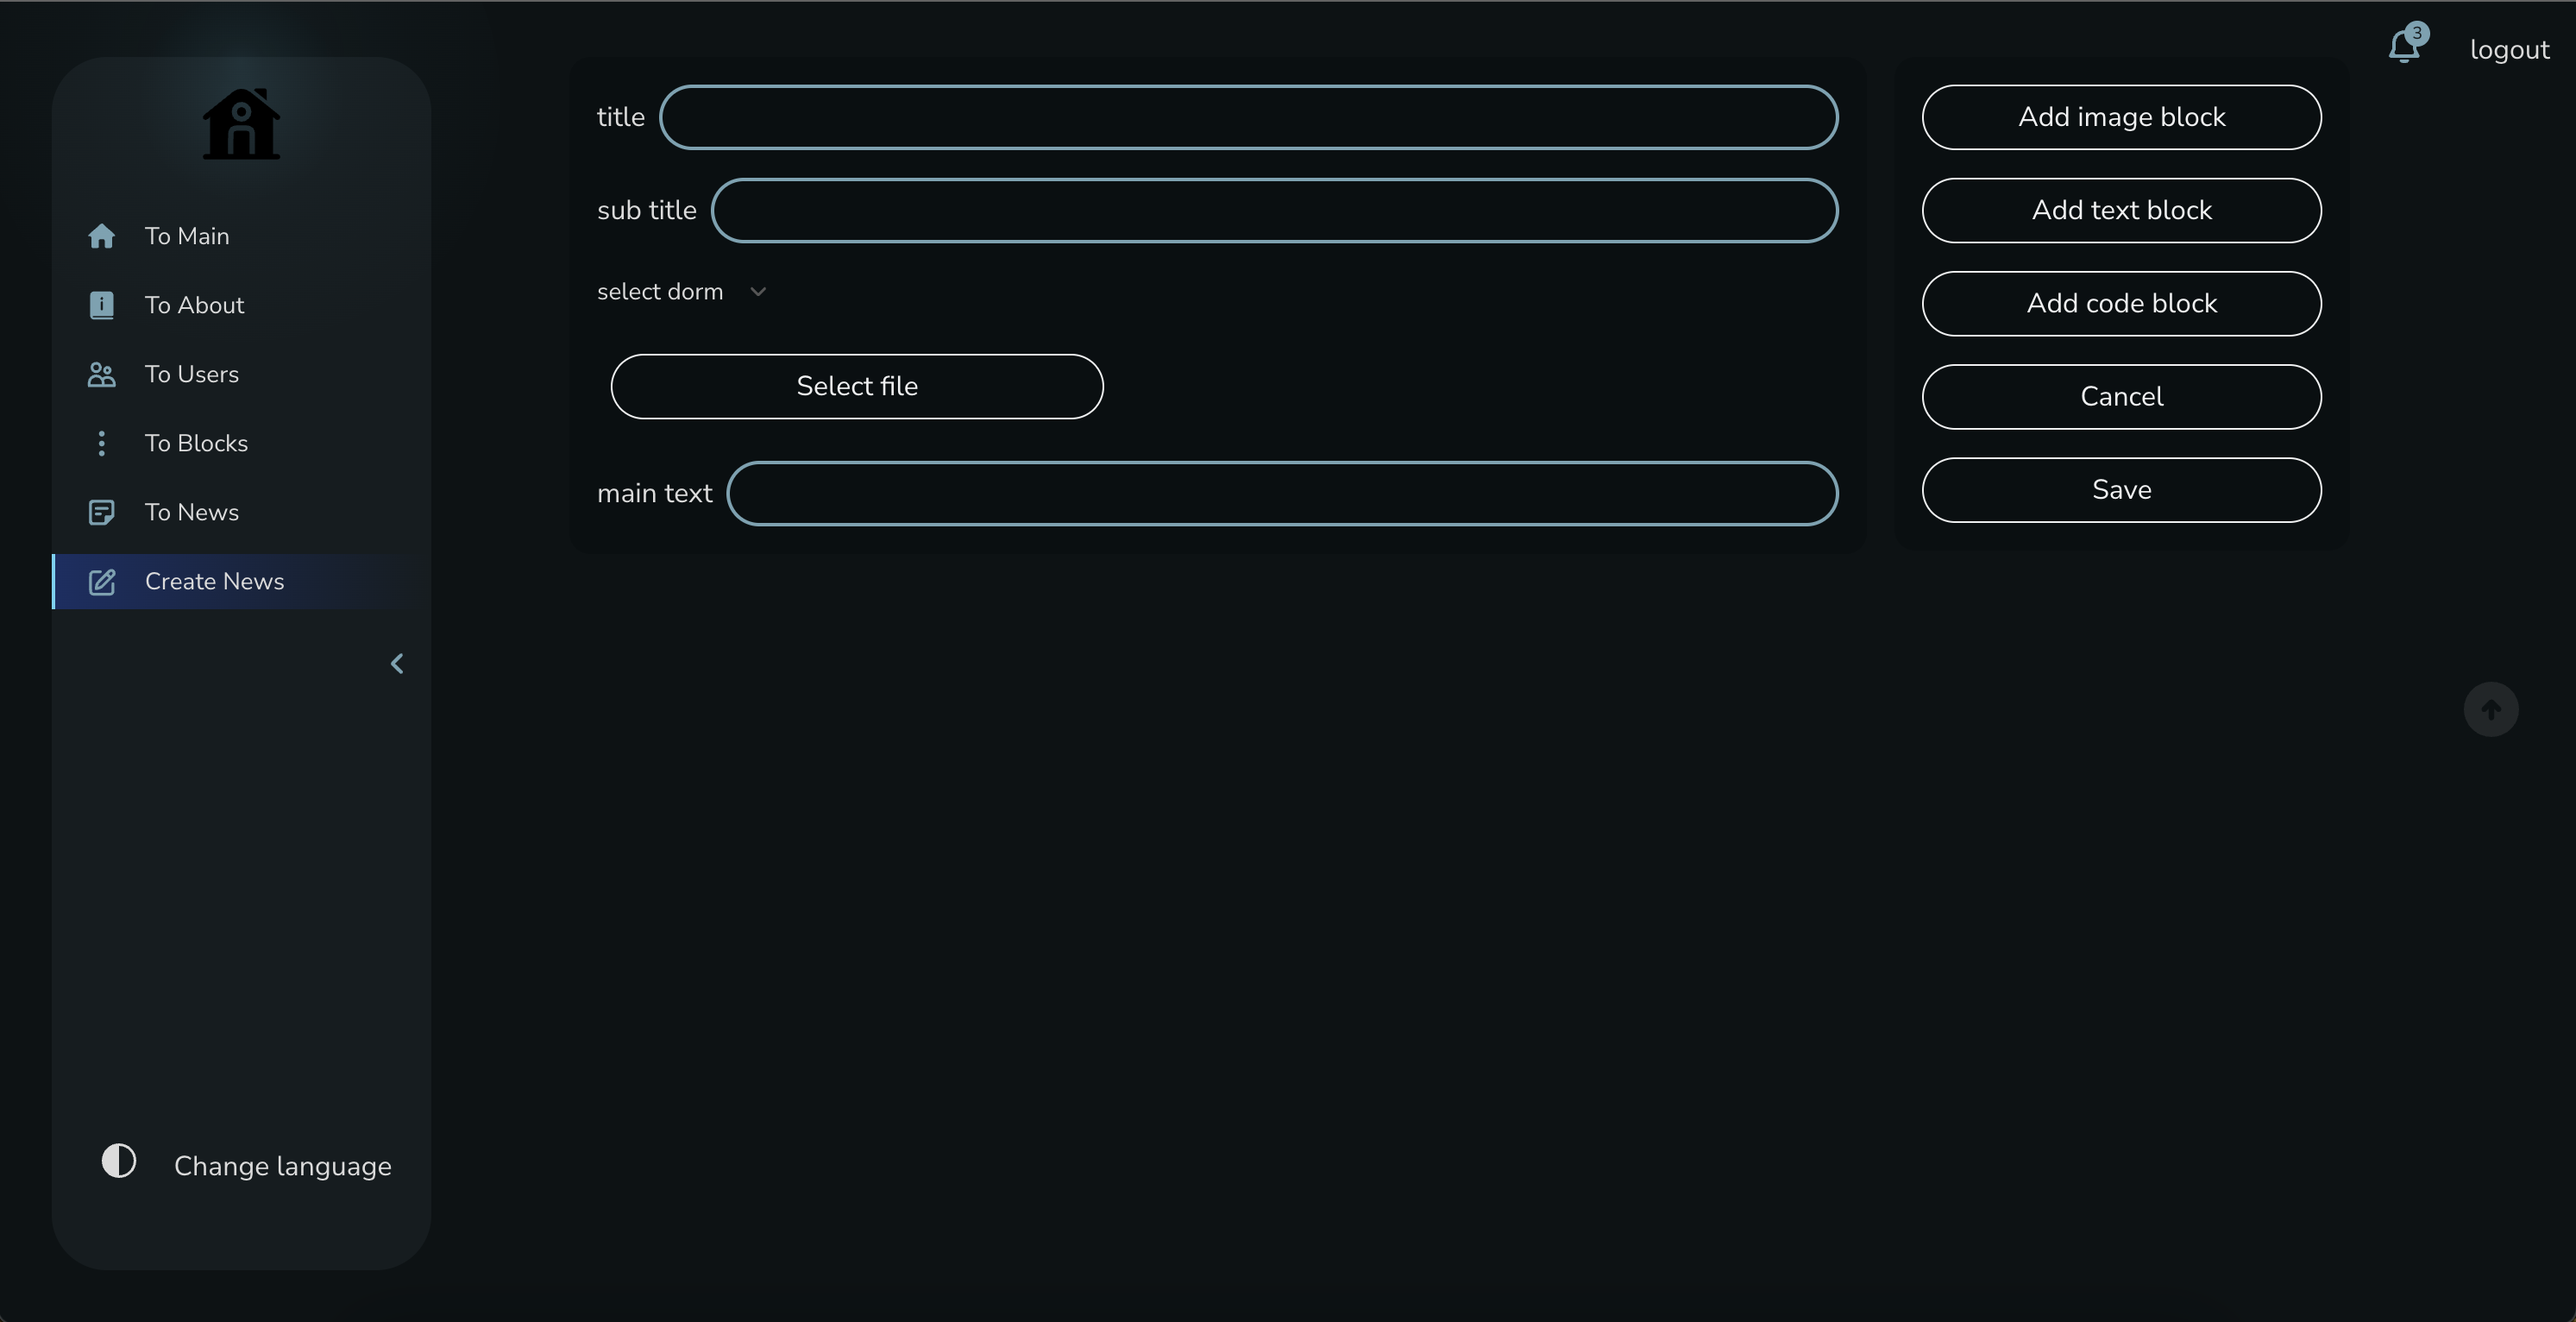 3
logout
To Main
To About
To Users
To Blocks
To News
Create News
Change language
title
sub title
select dorm
Select file
main text
Add image block
Add text block
Add code block
Cancel
Save